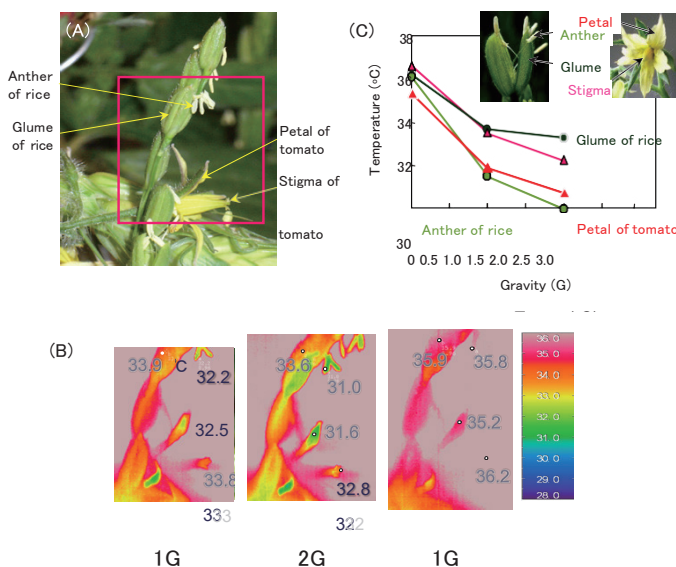 (A)
Anther
of rice
Glume
of rice
Petal of
tomato
Stigma of
tomato
(C)
Petal
Anther
Glume
Stigma
Temperature (oC)
38
36
34
32
30
0 0.5 1.0 1.5 2.0 2.5 3.0
Gravity (G)
Glume of rice
Anther of rice
Petal of tomato
(B)
33.9 °C
32.2
32.5
33.8
33
33.6
31.0
31.6
32.8
35.9
35.8
35.2
36.2
36.0
35.0
34.0
33.0
32.0
31.0
30.0
29.0
28.0
1G
2G
1G